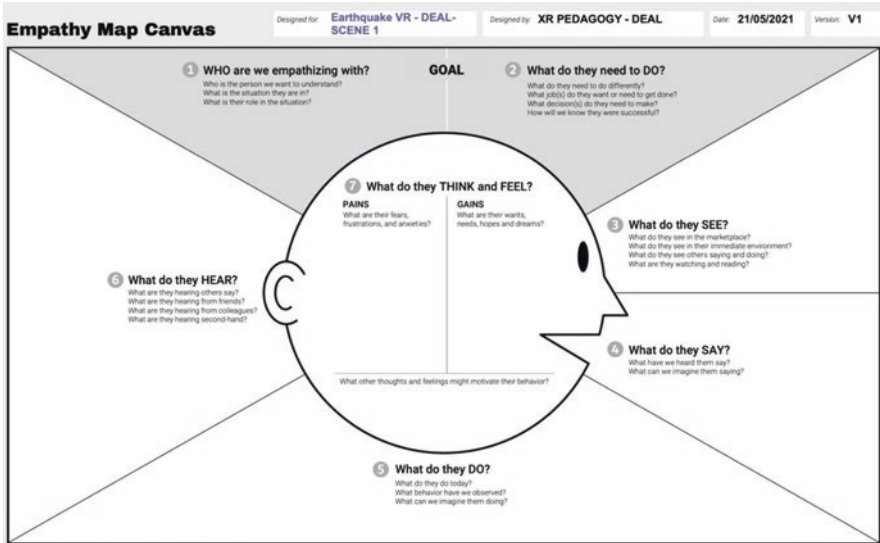 Empathy Map Canvas
Designed for:
Earthquake VR - DEAL-
SCENE 1
Designed by:
XR PEDAGOGY - DEAL
Date:
21/05/2021
Version:
V1
1 WHO are we empathizing with?
Who is the person we want to understand?
What is the situation they are in?
What is their role in the situation?
GOAL
2 What do they need to DO?
What do they need to do differently?
What job(s) do they want or need to get done?
What decision(s) do they need to make?
How will we know they were successful?
7 What do they THINK and FEEL?
PAINS
What are their fears,
frustrations, and anxieties?
GAINS
What are their wants,
needs, hopes and dreams?
What other thoughts and feelings might motivate their behavior?
3 What do they SEE?
What do they see in the marketplace?
What do they see in their immediate environment?
What do they see others saying and doing?
What are they watching and reading?
4 What do they SAY?
What have we heard them say?
What can we imagine them saying?
5 What do they DO?
What do they do today?
What behavior have we observed?
What can we imagine them doing?
6 What do they HEAR?
What are they hearing others say?
What are they hearing from friends?
What are they hearing from colleagues?
What are they hearing second-hand?